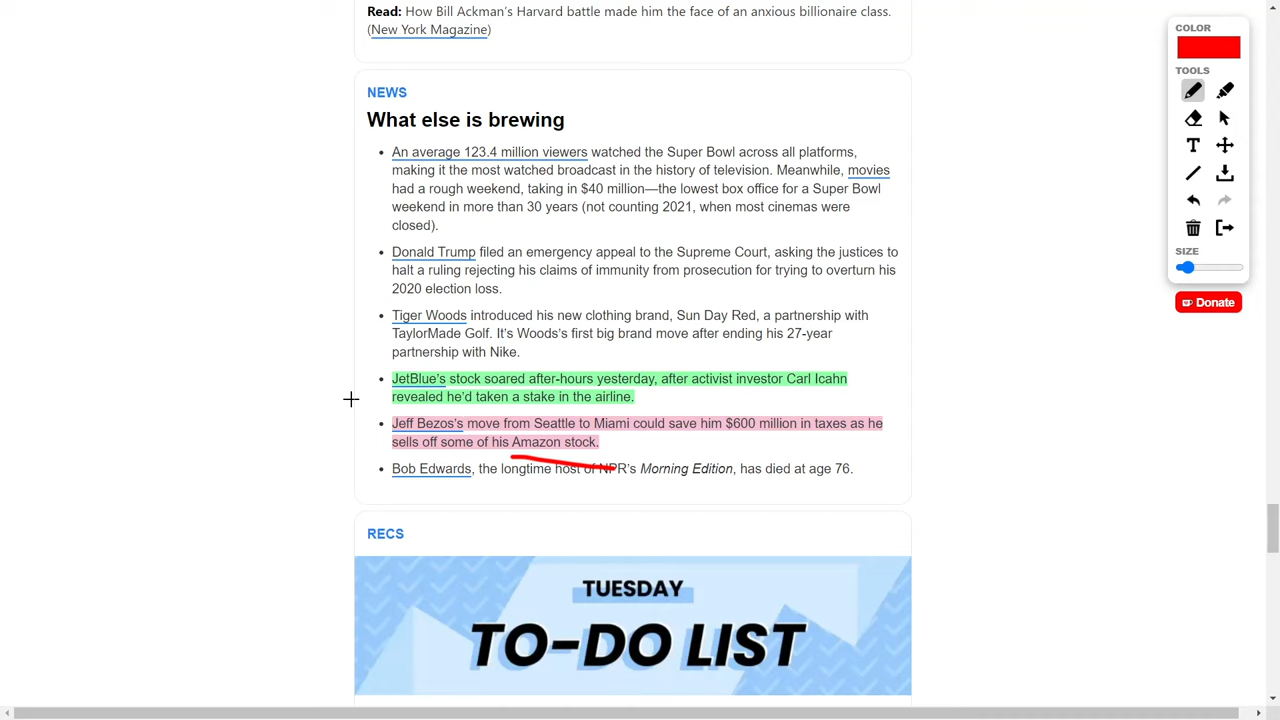 Read: How Bill Ackman's Harvard battle made him the face of an anxious billionaire class.
(New York Magazine)
NEWS
What else is brewing
• An average 123.4 million viewers watched the Super Bowl across all platforms,
making it the most watched broadcast in the history of television. Meanwhile, movies
had a rough weekend, taking in $40 million—the lowest box office for a Super Bowl
weekend in more than 30 years (not counting 2021, when most cinemas were
closed).
• Donald Trump filed an emergency appeal to the Supreme Court, asking the justices to
halt a ruling rejecting his claims of immunity from prosecution for trying to overturn his
2020 election loss.
• Tiger Woods introduced his new clothing brand, Sun Day Red, a partnership with
TaylorMade Golf. It's Woods's first big brand move after ending his 27-year
partnership with Nike.
• JetBlue's stock soared after-hours yesterday, after activist investor Carl Icahn
revealed he'd taken a stake in the airline.
• Jeff Bezos's move from Seattle to Miami could save him $600 million in taxes as he
sells off some of his Amazon stock.
• Bob Edwards, the longtime host of NPR's Morning Edition, has died at age 76.
RECS
TUESDAY
TO-DO LIST
COLOR
TOOLS
T
SIZE
Donate